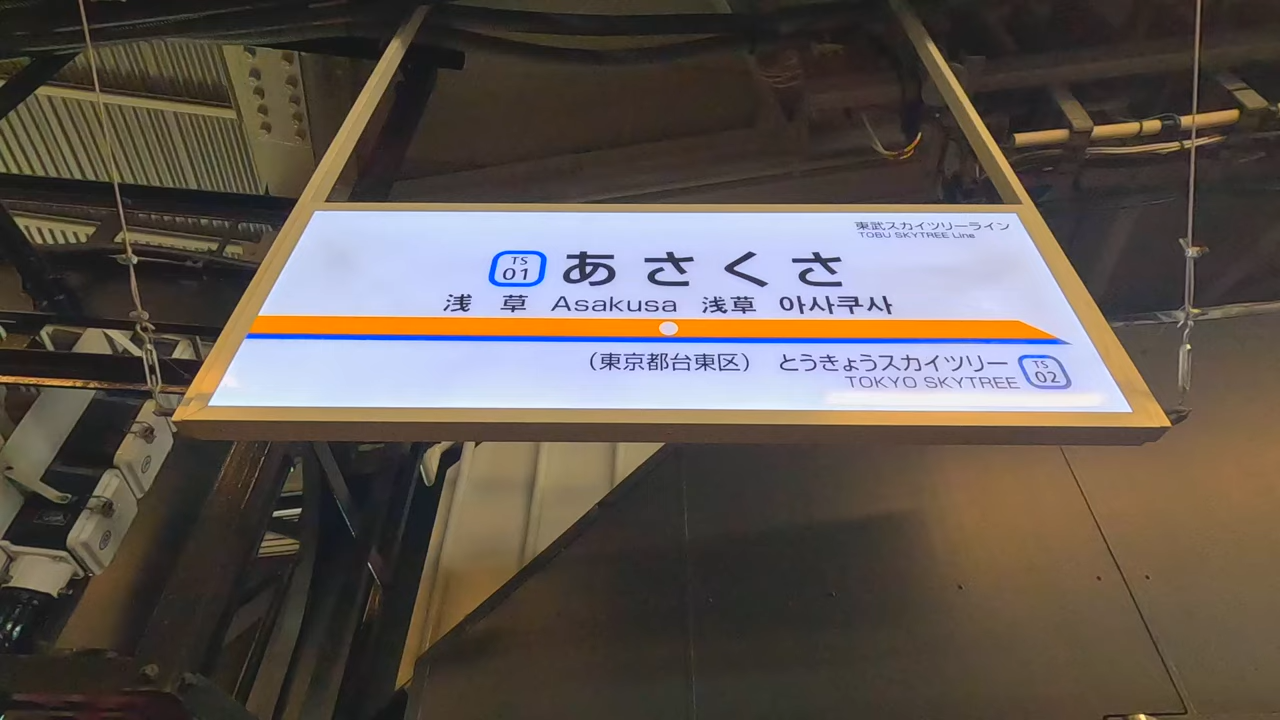 東武スカイツリーライン
TOBU SKYTREE Line
TS 01 あさくさ
浅 草 Asakusa 浅草 아사쿠사
(東京都台東区) とうきょうスカイツリー TS 02
TOKYO SKYTREE